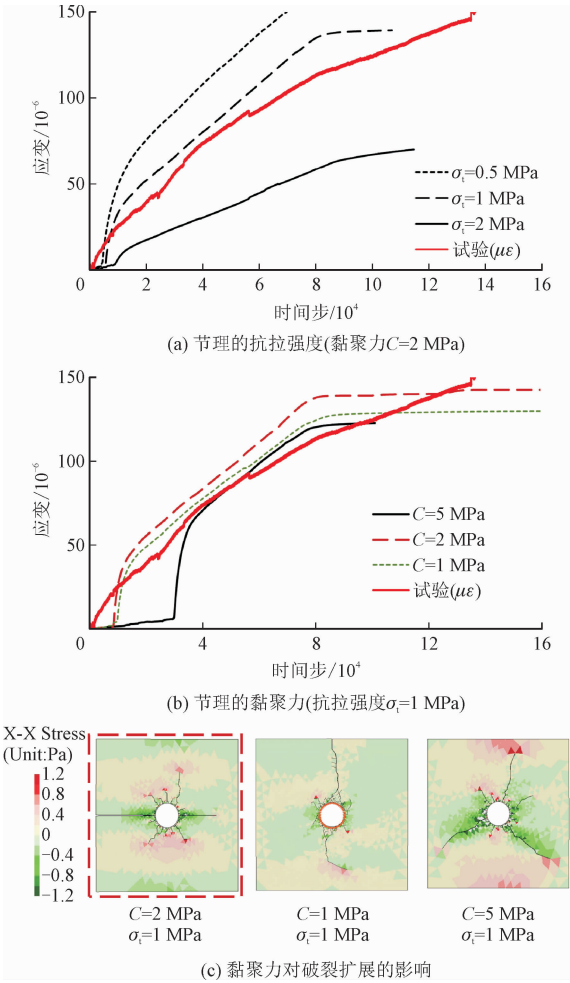 150
100
50
0
应变/10⁻⁶
σt=0.5 MPa
σt=1 MPa
σt=2 MPa
试验(με)
2 4 6 8 10 12 14 16
时间步/10⁴
(a) 节理的抗拉强度(黏聚力C=2 MPa)
150
100
50
0
应变/10⁻⁶
C=5 MPa
C=2 MPa
C=1 MPa
试验(με)
4 8 12 16
时间步/10⁴
(b) 节理的黏聚力(抗拉强度σt=1 MPa)
X-X Stress
(Unit:Pa)
1.2
0.8
0.4
0
−0.4
−0.8
−1.2
C=2 MPa
σt=1 MPa
C=1 MPa
σt=1 MPa
C=5 MPa
σt=1 MPa
(c) 黏聚力对破裂扩展的影响